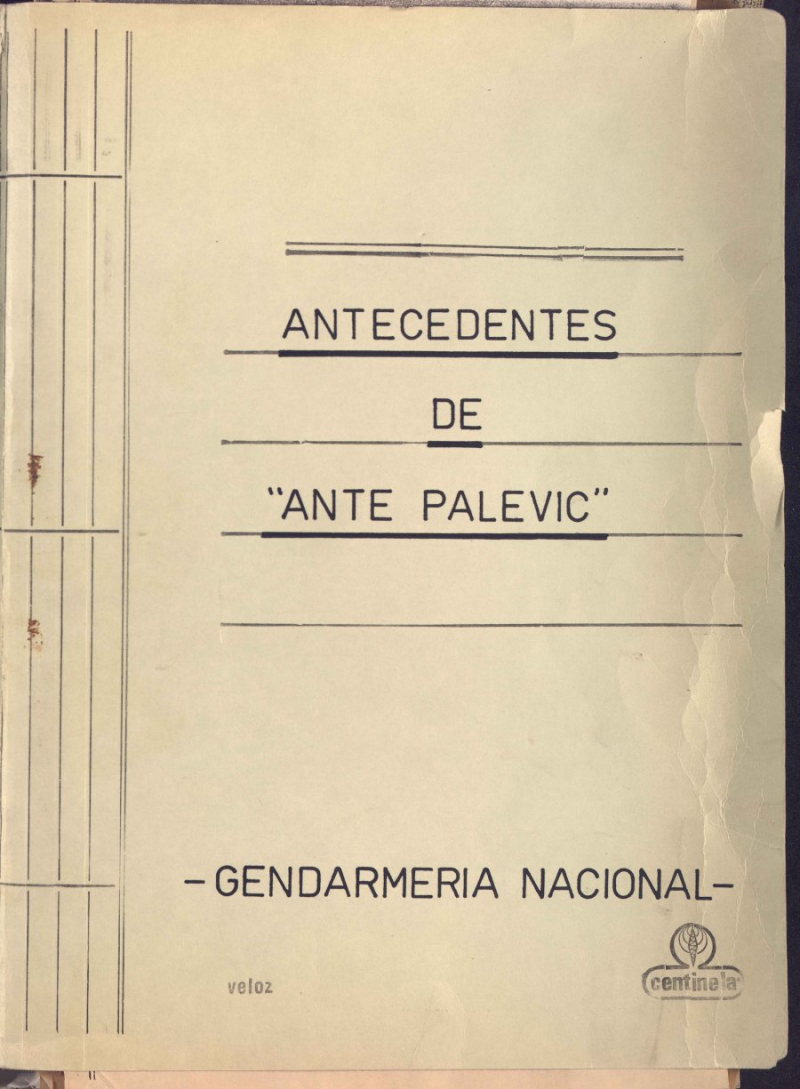 ANTECEDENTES
DE
"ANTE PALEVIC"
-GENDARMERIA NACIONAL-
veloz
centinela